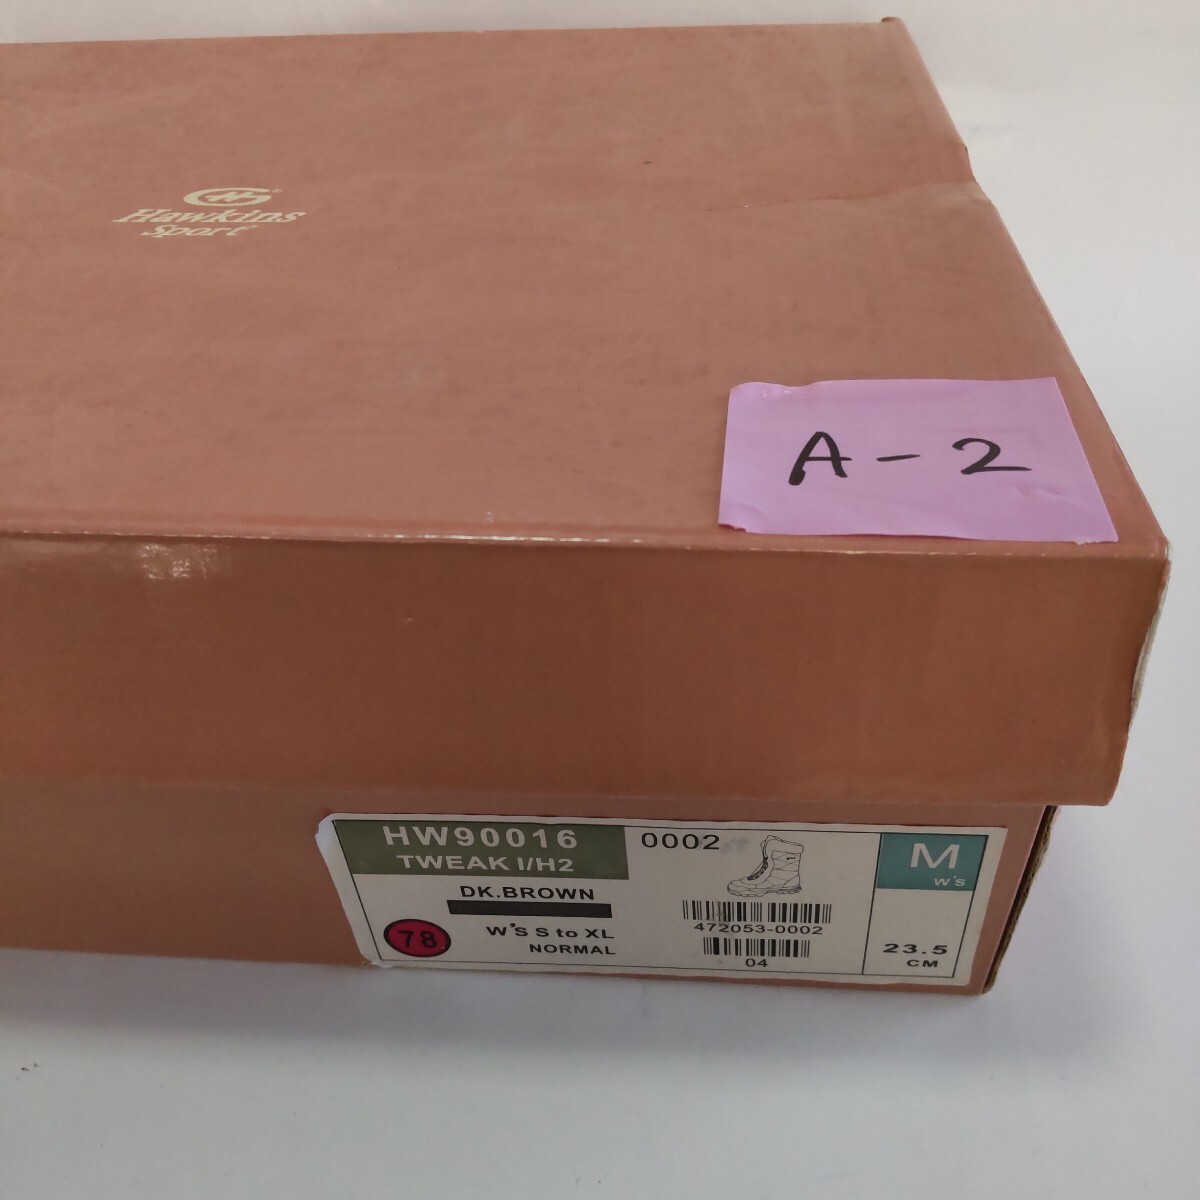 Hawkins
Sport
A-2
HW90016
TWEAK I/H2
DK.BROWN
78
W'S S to XL
NORMAL
0002
472053-0002
04
M
W's
23.5
CM